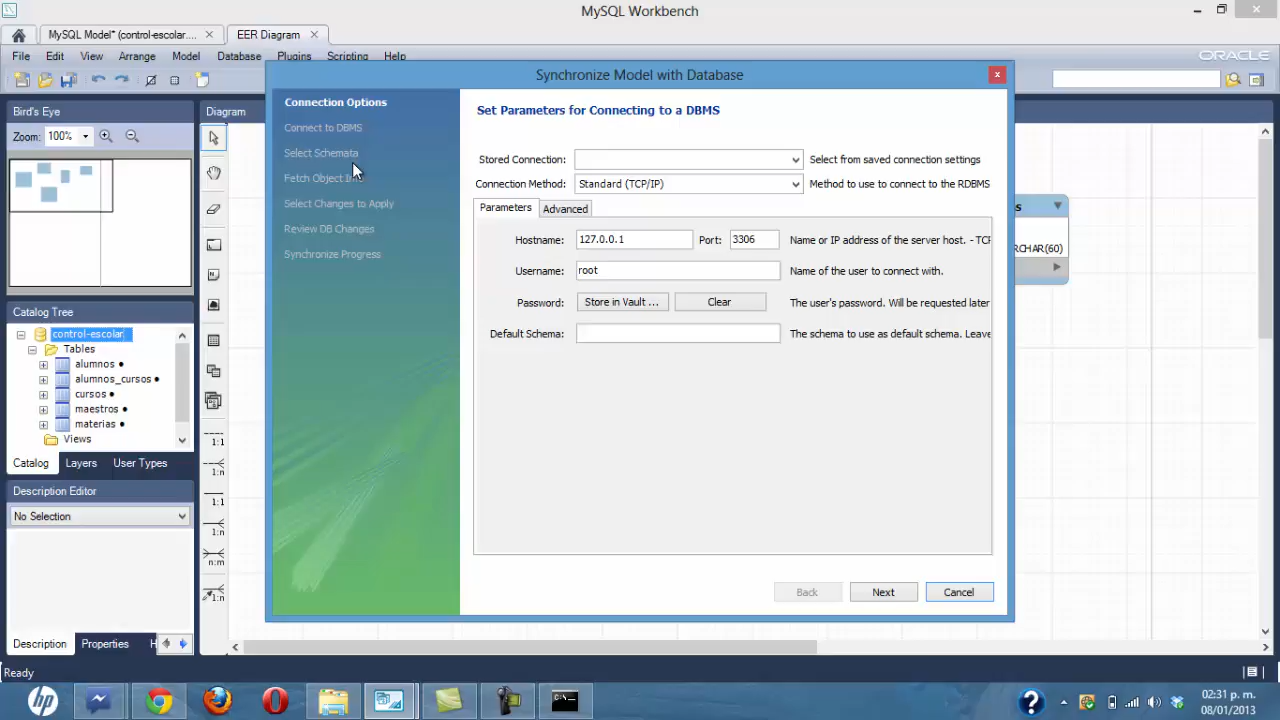 MySQL Workbench
MySQL Model* (control-escolar.... ×
EER Diagram ×
File Edit View Arrange Model Database Plugins Scripting Help
ORACLE
Bird's Eye
Zoom: 100%
Catalog Tree
control-escolar
Tables
alumnos •
alumnos_cursos •
cursos •
maestros •
materias •
Views
Catalog Layers User Types
Description Editor
No Selection
Description Properties H
Ready
Diagram
1:1
1:n
1:1
1:n
n:m
1:n
Synchronize Model with Database
Connection Options
Connect to DBMS
Select Schemata
Fetch Object
Select Changes to Apply
Review DB Changes
Synchronize Progress
Set Parameters for Connecting to a DBMS
Stored Connection: Select from saved connection settings
Connection Method: Standard (TCP/IP) Method to use to connect to the RDBMS
Parameters Advanced
Hostname: 127.0.0.1 Port: 3306 Name or IP address of the server host. - TCP
Username: root Name of the user to connect with.
Password: Store in Vault ... Clear The user's password. Will be requested later
Default Schema: The schema to use as default schema. Leave
Back Next Cancel
s
RCHAR(60)
hp
C:\
?
02:31 p. m.
08/01/2013